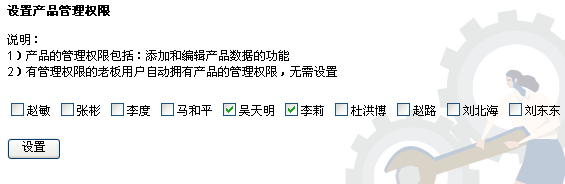 设置产品管理权限
说明：
1）产品的管理权限包括：添加和编辑产品数据的功能
2）有管理权限的老板用户自动拥有产品的管理权限，无需设置
赵敏 张彬 李度 马和平 吴天明 李莉 杜洪博 赵路 刘北海 刘东东
设置